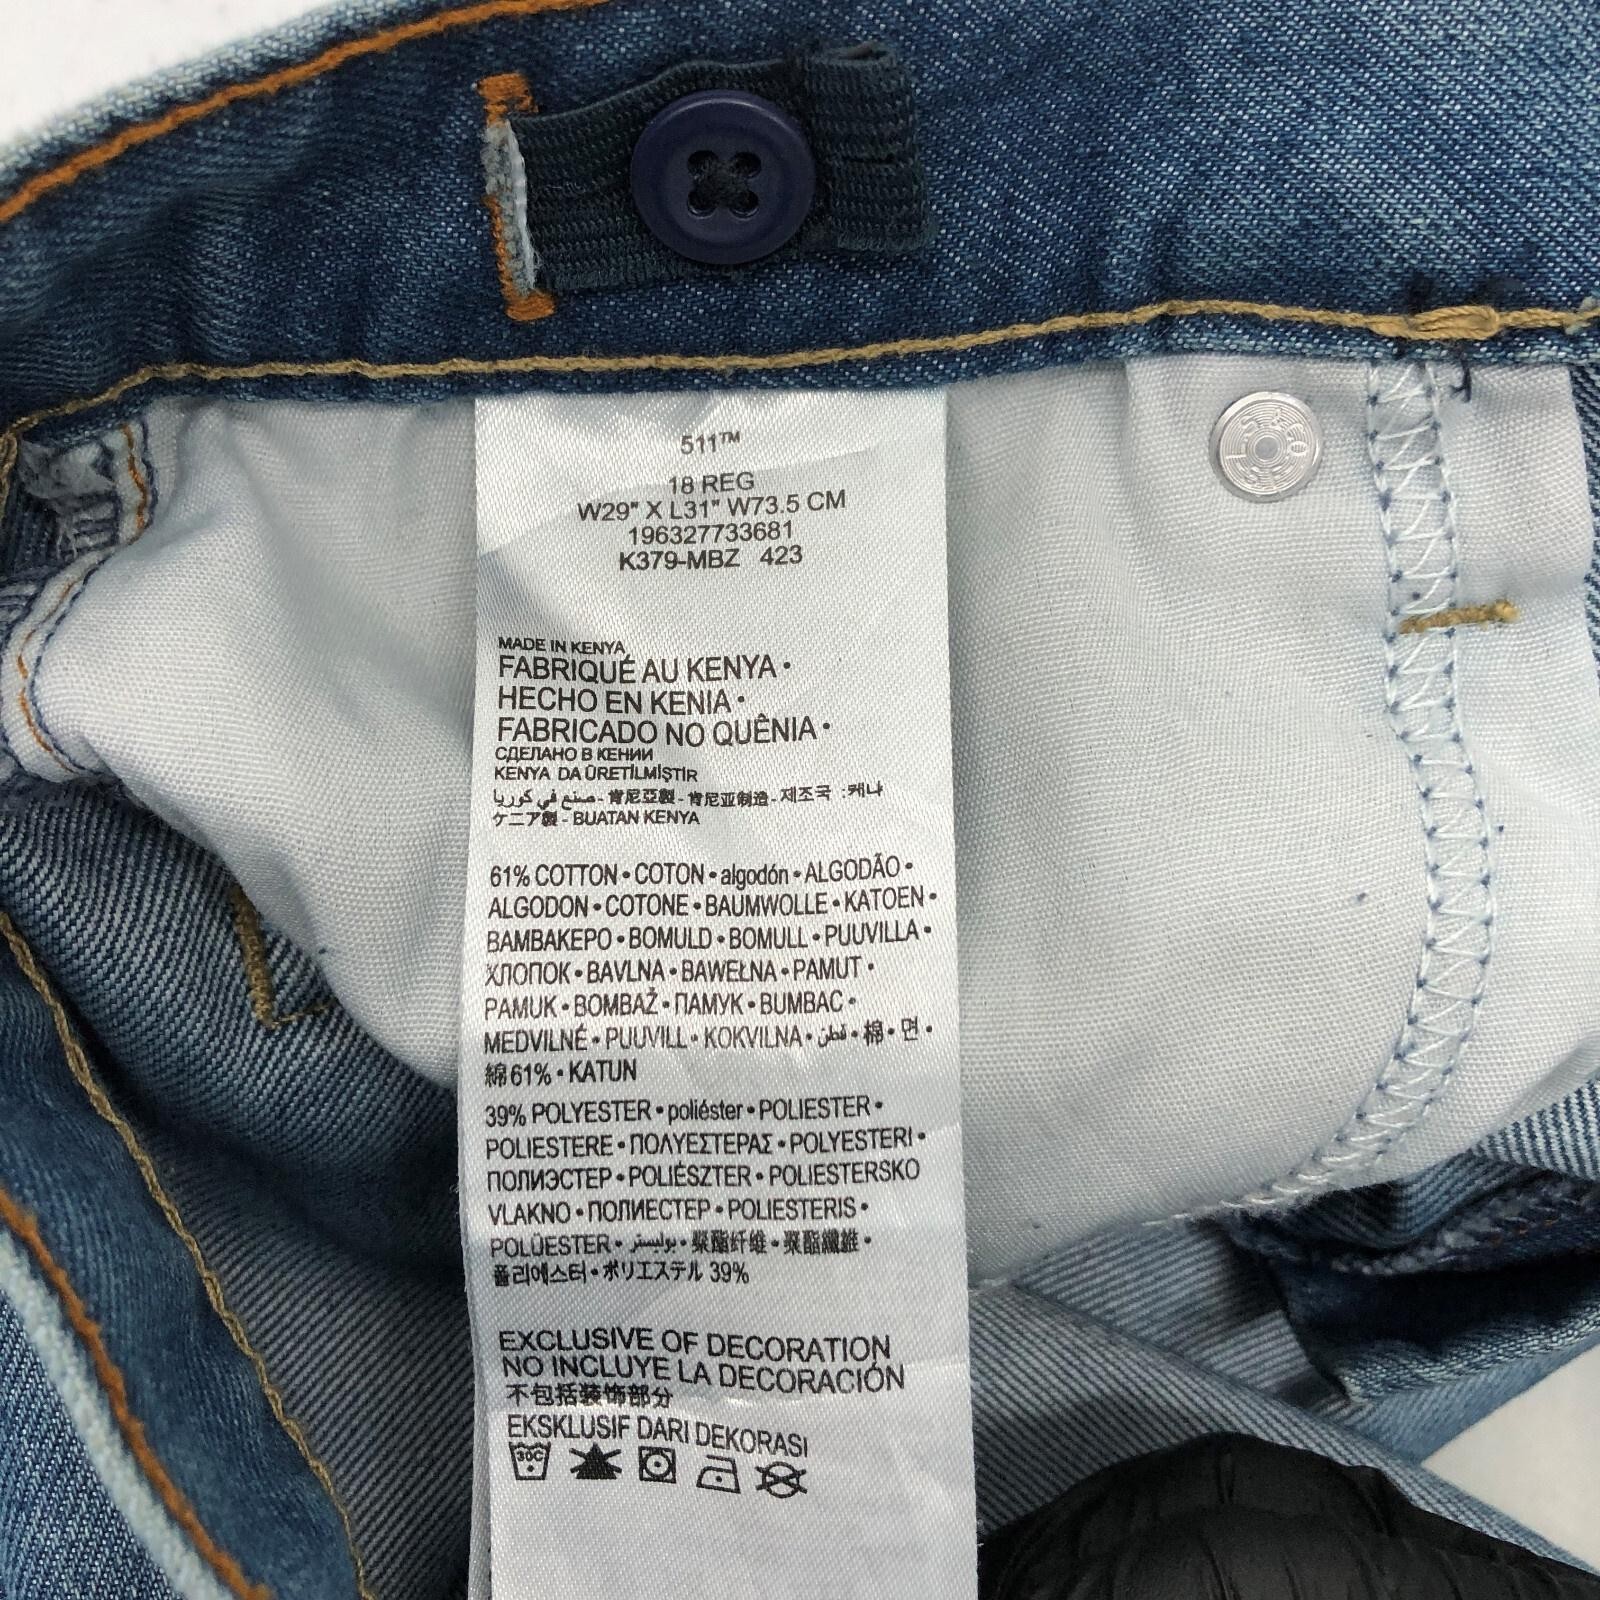 511™
18 REG
W29" X L31" W73.5 CM
196327733681
K379-MBZ 423
MADE IN KENYA
FABRIQUÉ AU KENYA •
HECHO EN KENIA •
FABRICADO NO QUÊNIA •
СДЕЛАНО В КЕНИИ
KENYA DA ÜRETİLMİŞTİR
صنع في كوريا - 肯尼亞製 - 肯尼亚制造 - 제조국 : 케냐
ケニア製 - BUATAN KENYA
61% COTTON • COTON • algodón • ALGODÃO •
ALGODON • COTONE • BAUMWOLLE • KATOEN •
BAMBAKEPO • BOMULD • BOMULL • PUUVILLA •
ХЛОПОК • BAVLNA • BAWEŁNA • PAMUT •
PAMUK • BOMBAŽ • ПАМУК • BUMBAC •
MEDVILNÉ • PUUVILL • KOKVILNA • قطن • 棉 • 면 •
綿 61% • KATUN
39% POLYESTER • poliéster • POLIESTER •
POLIESTERE • ΠΟΛΥΕΣΤΕΡΑΣ • POLYESTERI •
ПОЛИЭСТЕР • POLIÉSZTER • POLIESTERSKO
VLAKNO • ПОЛИЕСТЕР • POLIESTERIS •
POLÜESTER • بوليستر • 聚酯纤维 • 聚酯纖維 •
폴리에스터 • ポリエステル 39%
EXCLUSIVE OF DECORATION
NO INCLUYE LA DECORACIÓN
不包括装饰部分
EKSKLUSIF DARI DEKORASI
30C